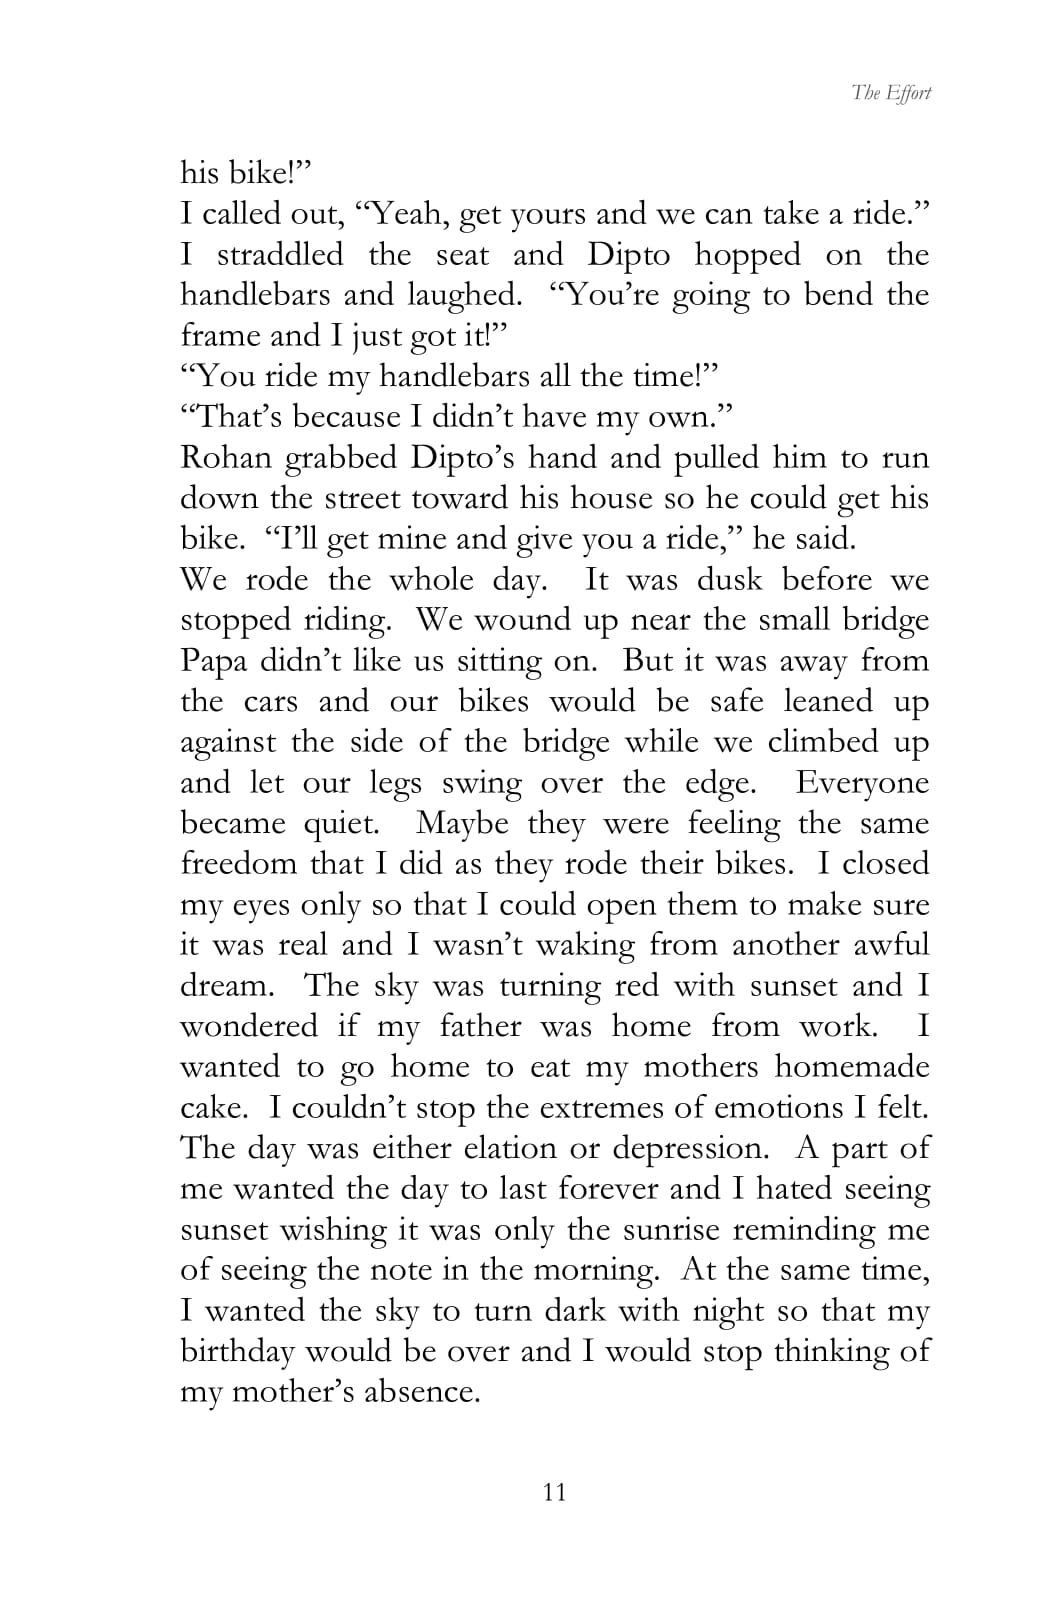 The Effort
his bike!”
I called out, “Yeah, get yours and we can take a ride.”
I straddled the seat and Dipto hopped on the
handlebars and laughed.  “You’re going to bend the
frame and I just got it!”
“You ride my handlebars all the time!”
“That’s because I didn’t have my own.”
Rohan grabbed Dipto’s hand and pulled him to run
down the street toward his house so he could get his
bike.  “I’ll get mine and give you a ride,” he said.
We rode the whole day.  It was dusk before we
stopped riding.  We wound up near the small bridge
Papa didn’t like us sitting on.  But it was away from
the cars and our bikes would be safe leaned up
against the side of the bridge while we climbed up
and let our legs swing over the edge.  Everyone
became quiet.  Maybe they were feeling the same
freedom that I did as they rode their bikes.  I closed
my eyes only so that I could open them to make sure
it was real and I wasn’t waking from another awful
dream.  The sky was turning red with sunset and I
wondered if my father was home from work.  I
wanted to go home to eat my mothers homemade
cake.  I couldn’t stop the extremes of emotions I felt.
The day was either elation or depression.  A part of
me wanted the day to last forever and I hated seeing
sunset wishing it was only the sunrise reminding me
of seeing the note in the morning.  At the same time,
I wanted the sky to turn dark with night so that my
birthday would be over and I would stop thinking of
my mother’s absence.
11